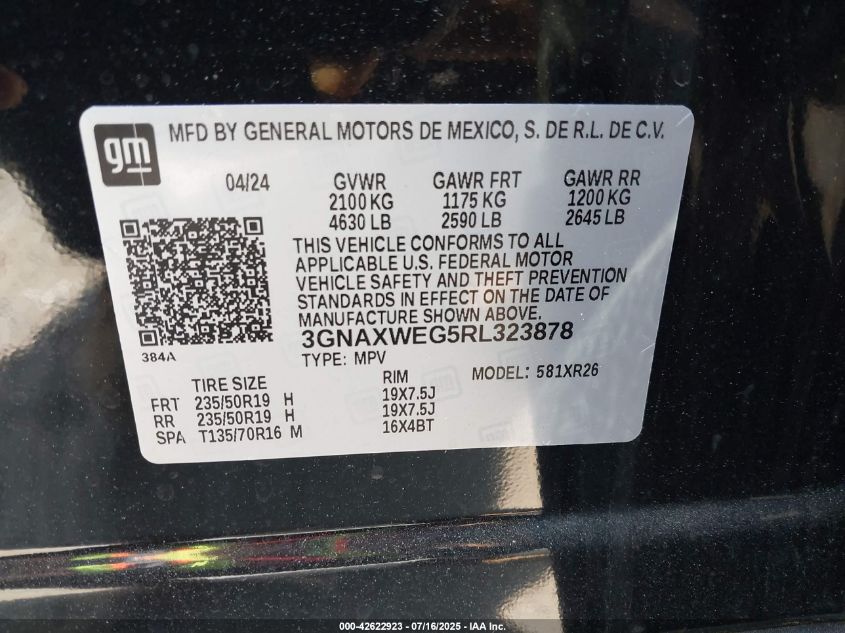 gm
MFD BY GENERAL MOTORS DE MEXICO, S. DE R.L. DE C.V.
04/24 GVWR GAWR FRT GAWR RR
2100 KG 1175 KG 1200 KG
4630 LB 2590 LB 2645 LB
THIS VEHICLE CONFORMS TO ALL
APPLICABLE U.S. FEDERAL MOTOR
VEHICLE SAFETY AND THEFT PREVENTION
STANDARDS IN EFFECT ON THE DATE OF
MANUFACTURE SHOWN ABOVE.
3GNAXWEG5RL323878
384A
TYPE: MPV MODEL: 581XR26
TIRE SIZE RIM
FRT 235/50R19 H 19X7.5J
RR 235/50R19 H 19X7.5J
SPA T135/70R16 M 16X4BT
000-42622923 - 07/16/2025 - IAA Inc.